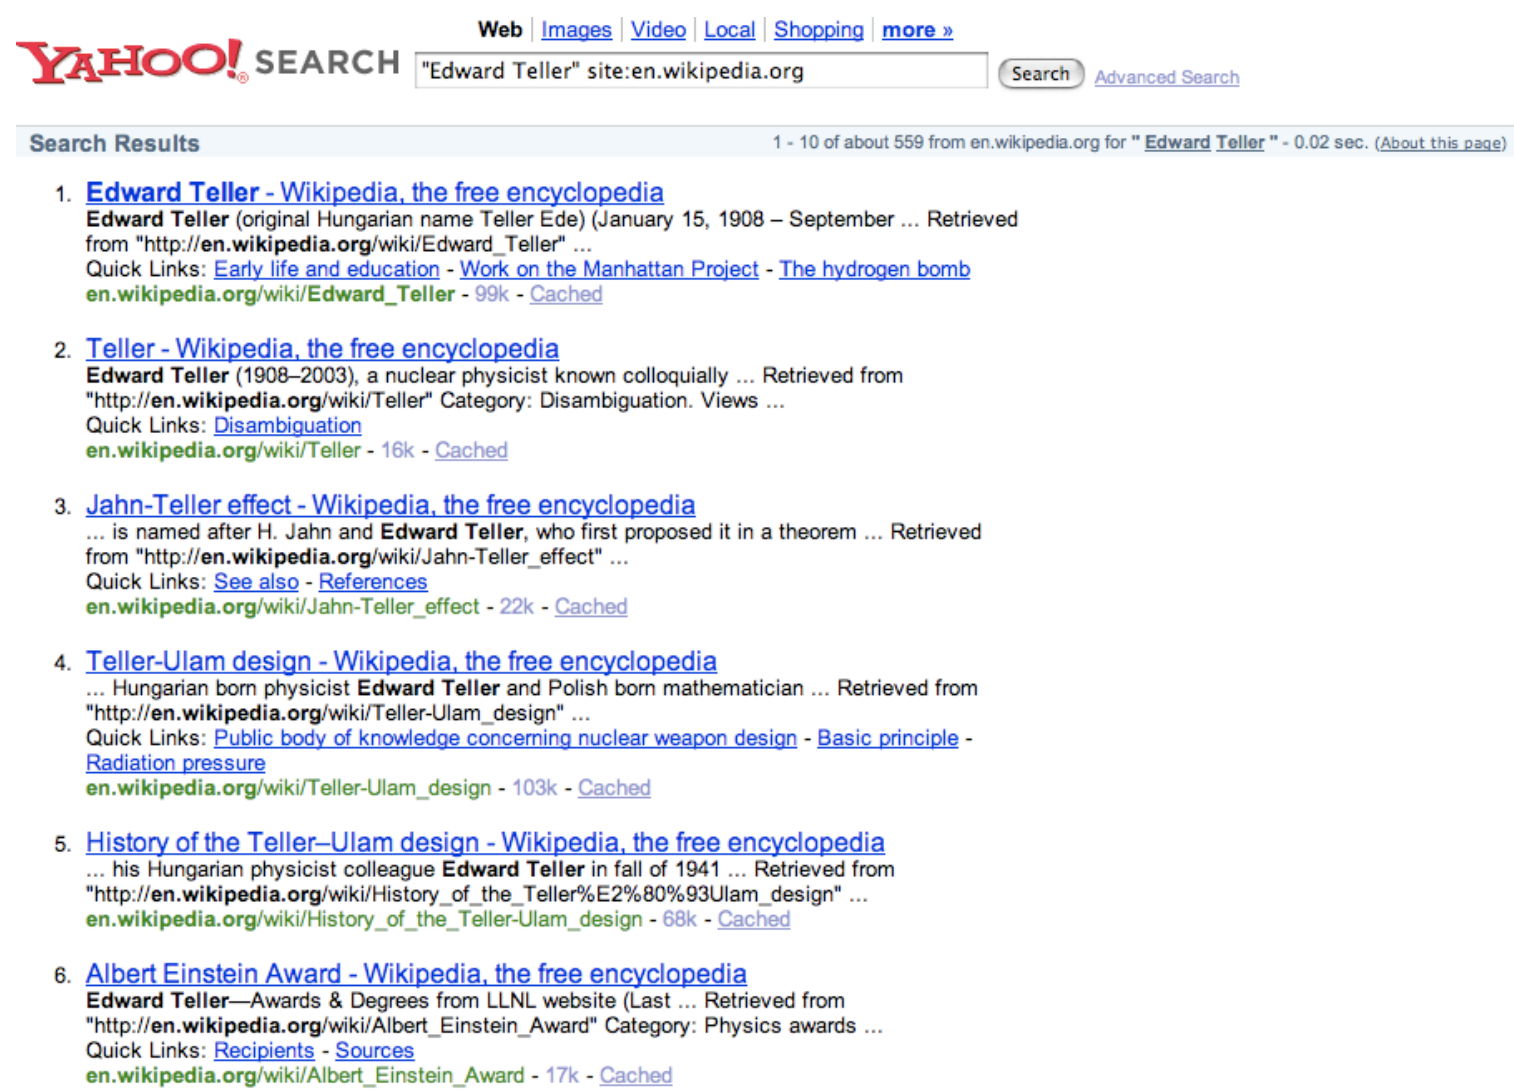 Web | Images | Video | Local | Shopping | more »
YAHOO!® SEARCH "Edward Teller" site:en.wikipedia.org Search Advanced Search
Search Results 1 - 10 of about 559 from en.wikipedia.org for " Edward Teller " - 0.02 sec. (About this page)
1. Edward Teller - Wikipedia, the free encyclopedia
Edward Teller (original Hungarian name Teller Ede) (January 15, 1908 – September ... Retrieved
from "http://en.wikipedia.org/wiki/Edward_Teller" ...
Quick Links: Early life and education - Work on the Manhattan Project - The hydrogen bomb
en.wikipedia.org/wiki/Edward_Teller - 99k - Cached
2. Teller - Wikipedia, the free encyclopedia
Edward Teller (1908–2003), a nuclear physicist known colloquially ... Retrieved from
"http://en.wikipedia.org/wiki/Teller" Category: Disambiguation. Views ...
Quick Links: Disambiguation
en.wikipedia.org/wiki/Teller - 16k - Cached
3. Jahn-Teller effect - Wikipedia, the free encyclopedia
... is named after H. Jahn and Edward Teller, who first proposed it in a theorem ... Retrieved
from "http://en.wikipedia.org/wiki/Jahn-Teller_effect" ...
Quick Links: See also - References
en.wikipedia.org/wiki/Jahn-Teller_effect - 22k - Cached
4. Teller-Ulam design - Wikipedia, the free encyclopedia
... Hungarian born physicist Edward Teller and Polish born mathematician ... Retrieved from
"http://en.wikipedia.org/wiki/Teller-Ulam_design" ...
Quick Links: Public body of knowledge concerning nuclear weapon design - Basic principle -
Radiation pressure
en.wikipedia.org/wiki/Teller-Ulam_design - 103k - Cached
5. History of the Teller–Ulam design - Wikipedia, the free encyclopedia
... his Hungarian physicist colleague Edward Teller in fall of 1941 ... Retrieved from
"http://en.wikipedia.org/wiki/History_of_the_Teller%E2%80%93Ulam_design" ...
en.wikipedia.org/wiki/History_of_the_Teller-Ulam_design - 68k - Cached
6. Albert Einstein Award - Wikipedia, the free encyclopedia
Edward Teller—Awards & Degrees from LLNL website (Last ... Retrieved from
"http://en.wikipedia.org/wiki/Albert_Einstein_Award" Category: Physics awards ...
Quick Links: Recipients - Sources
en.wikipedia.org/wiki/Albert_Einstein_Award - 17k - Cached